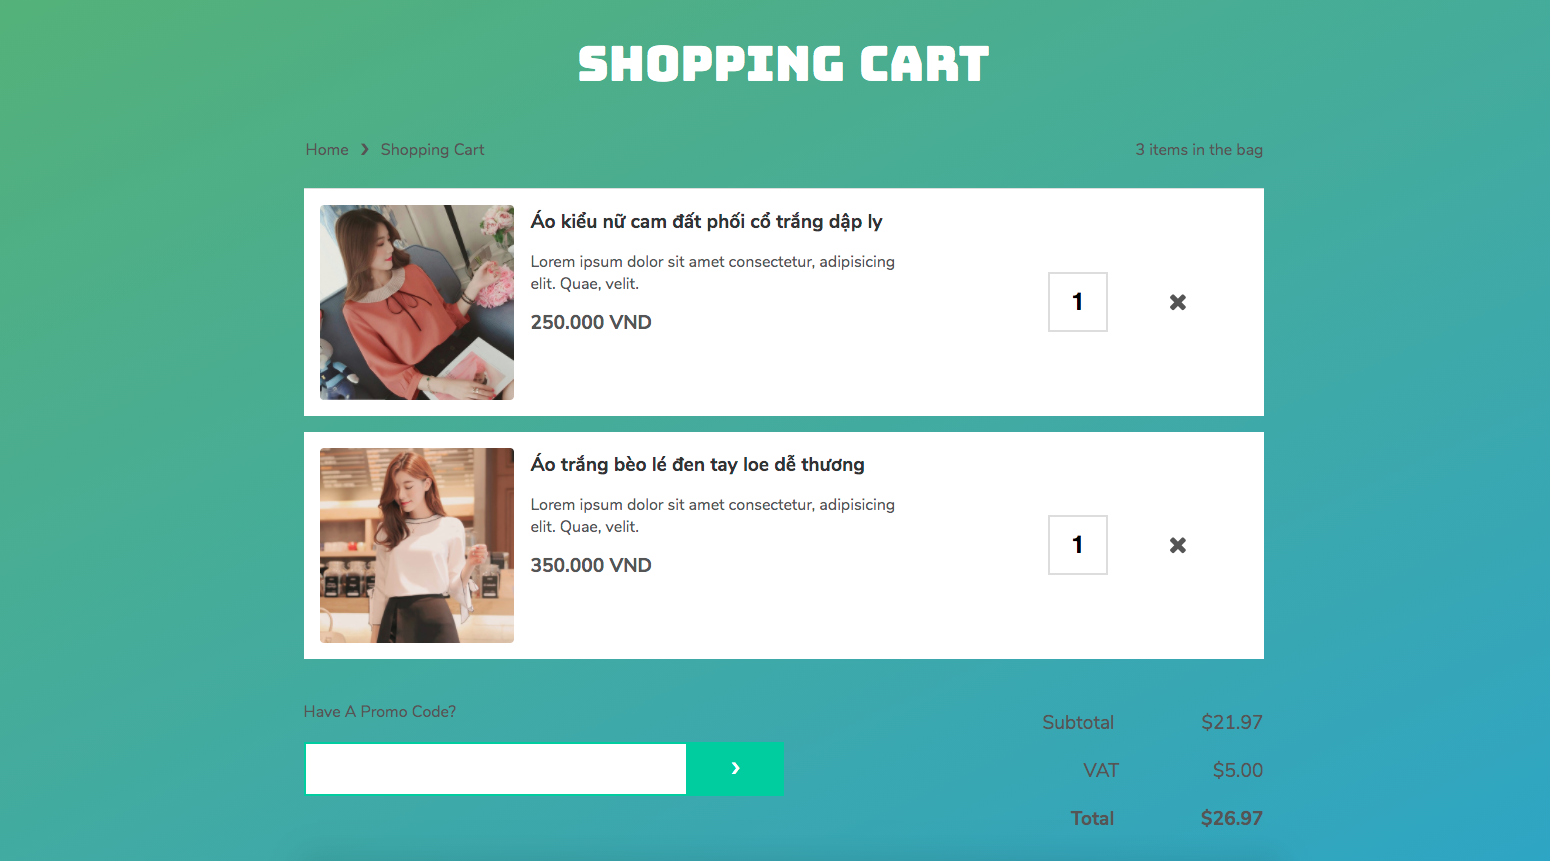 SHOPPING CART
Home › Shopping Cart
3 items in the bag
Áo kiểu nữ cam đất phối cổ trắng dập ly
Lorem ipsum dolor sit amet consectetur, adipisicing
elit. Quae, velit.
250.000 VND
1
Áo trắng bèo lé đen tay loe dễ thương
Lorem ipsum dolor sit amet consectetur, adipisicing
elit. Quae, velit.
350.000 VND
1
Have A Promo Code?
Subtotal $21.97
VAT $5.00
Total $26.97